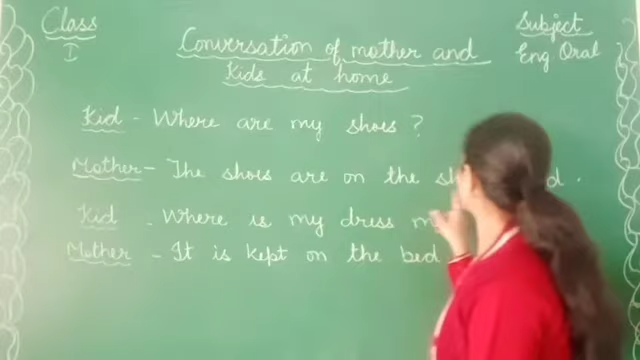 Class
I
Subject
Eng Oral
Conversation of mother and
kids at home
Kid - Where are my shoes ?
Mother - The shoes are on the
Kid - Where is my dress
Mother - It is kept on the bed